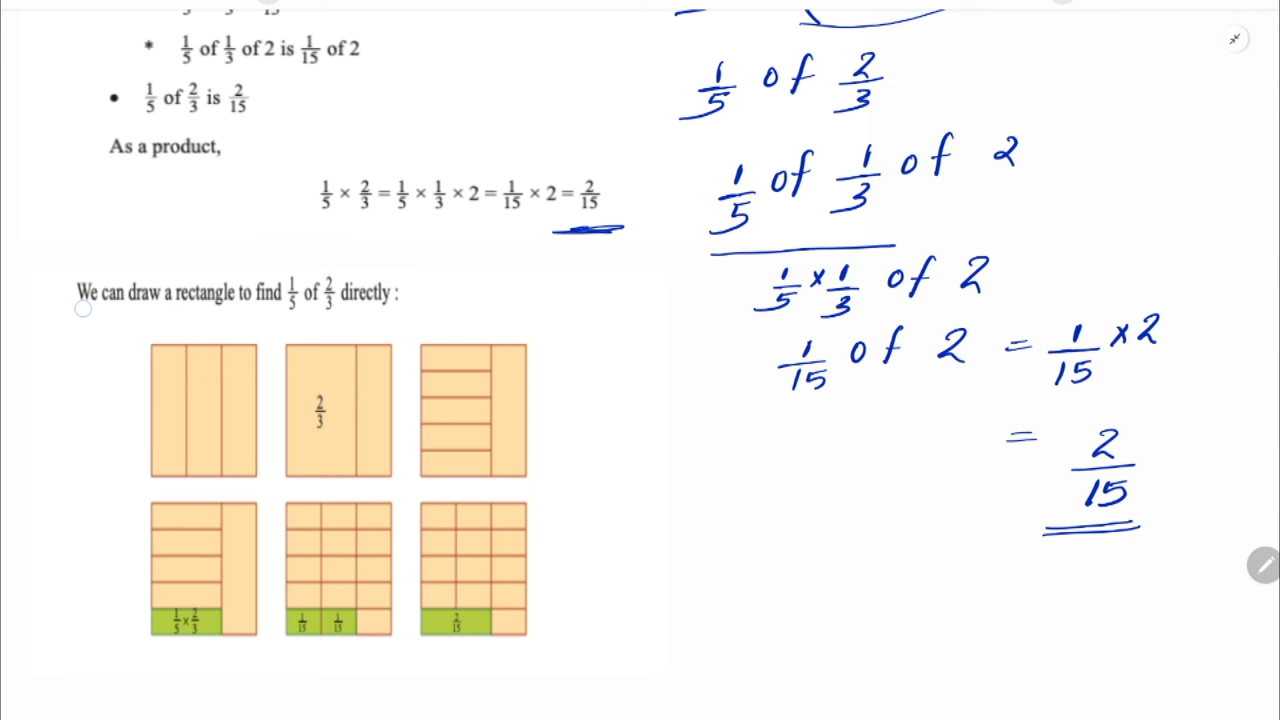 * 1/5 of 1/3 of 2 is 1/15 of 2
• 1/5 of 2/3 is 2/15
As a product,
1/5 × 2/3 = 1/5 × 1/3 × 2 = 1/15 × 2 = 2/15
We can draw a rectangle to find 1/5 of 2/3 directly :
2/3
1/5 × 2/3
1/15 1/15
2/15
1/5 of 2/3
1/5 of 1/3 of 2
1/5 × 1/3 of 2
1/15 of 2 = 1/15 × 2
= 2/15